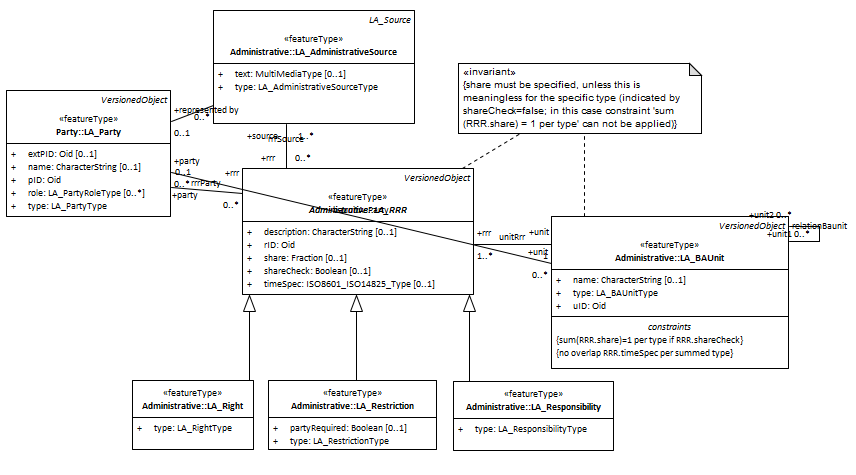 LA_Source
«featureType»
Administrative::LA_AdministrativeSource
+ text: MultiMediaType [0..1]
+ type: LA_AdministrativeSourceType
«invariant»
{share must be specified, unless this is
meaningless for the specific type (indicated by
shareCheck=false; in this case constraint 'sum
(RRR.share) = 1 per type' can not be applied)}
VersionedObject
«featureType»
Party::LA_Party
+ extPID: Oid [0..1]
+ name: CharacterString [0..1]
+ pID: Oid
+ role: LA_PartyRoleType [0..*]
+ type: LA_PartyType
+represented by
0..*
0..1
+source
rrrSource
1..*
+rrr
0..*
+party
0..1
+rrr
0..*
rrrParty
+party
0..*
VersionedObject
«featureType»
Administrative::LA_RRR
+ description: CharacterString [0..1]
+ rID: Oid
+ share: Fraction [0..1]
+ shareCheck: Boolean [0..1]
+ timeSpec: ISO8601_ISO14825_Type [0..1]
+rrr
unitRrr
+unit
1..*
+unit
1
0..*
+unit2 0..*
relationBaunit
+unit1 0..*
VersionedObject
«featureType»
Administrative::LA_BAUnit
+ name: CharacterString [0..1]
+ type: LA_BAUnitType
+ uID: Oid
constraints
{sum(RRR.share)=1 per type if RRR.shareCheck}
{no overlap RRR.timeSpec per summed type}
«featureType»
Administrative::LA_Right
+ type: LA_RightType
«featureType»
Administrative::LA_Restriction
+ partyRequired: Boolean [0..1]
+ type: LA_RestrictionType
«featureType»
Administrative::LA_Responsibility
+ type: LA_ResponsibilityType